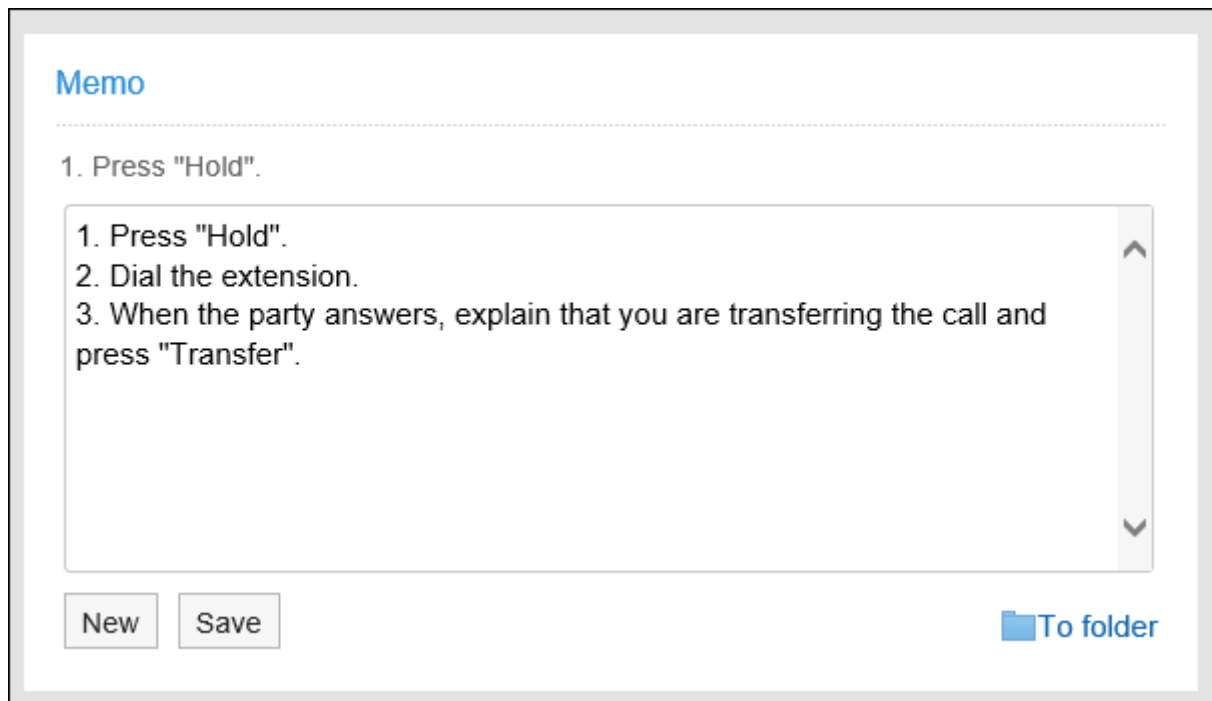 Memo
1. Press "Hold".
1. Press "Hold".
2. Dial the extension.
3. When the party answers, explain that you are transferring the call and
press "Transfer".
New Save To folder